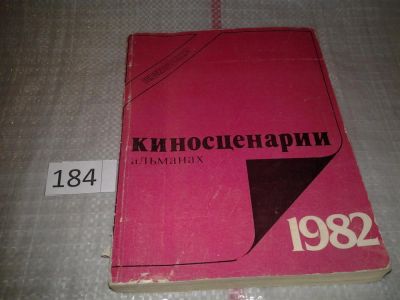 киносценарии
альманах
1982
184